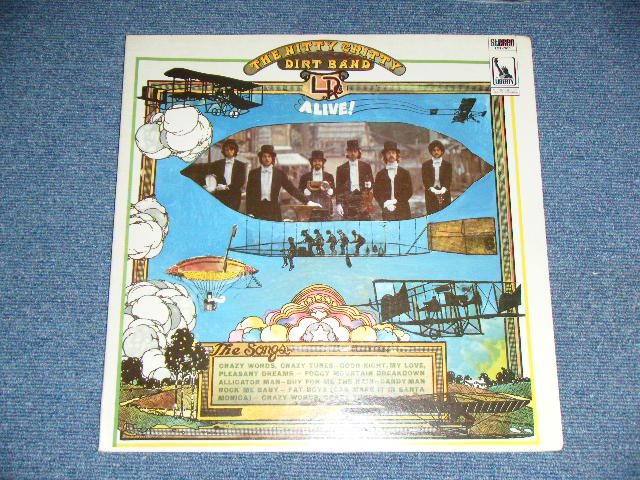 THE NITTY GRITTY
DIRT BAND
ALIVE!
STEREO
LIBERTY
The Songs
CRAZY WORDS, CRAZY TUNES - GOOD NIGHT, MY LOVE,
PLEASANT DREAMS - FOGGY MOUNTAIN BREAKDOWN
ALLIGATOR MAN - BUY FOR ME THE RAIN - CANDY MAN
ROCK ME BABY - FAT BOYS (CAN MAKE IT IN SANTA
MONICA) - CRAZY WORDS